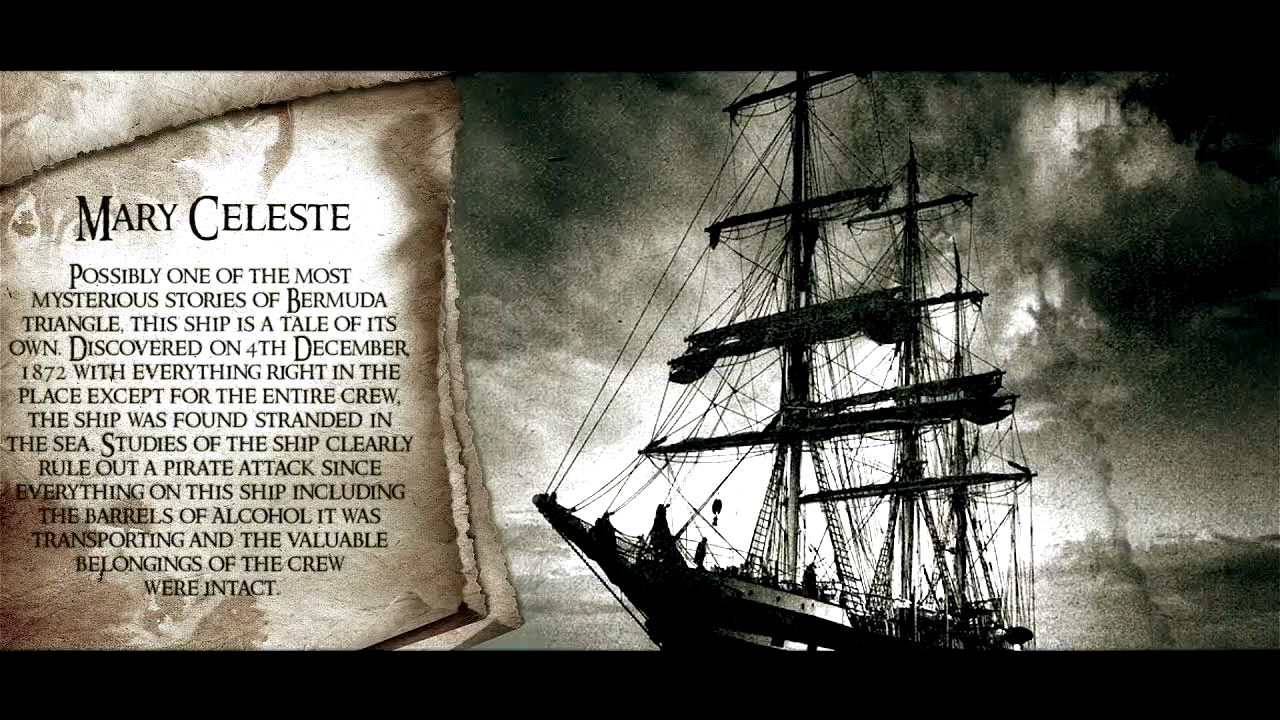 Mary Celeste
Possibly one of the most
mysterious stories of Bermuda
Triangle, this ship is a tale of its
own. Discovered on 4th December,
1872 with everything right in the
place except for the entire crew,
the ship was found stranded in
the sea. Studies of the ship clearly
rule out a pirate attack since
everything on this ship including
the barrels of Alcohol it was
transporting and the valuable
belongings of the crew
were intact.